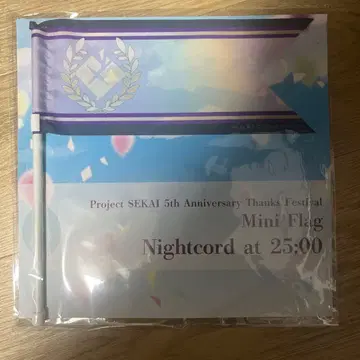 Project SEKAI 5th Anniversary Thanks Festival
Mini Flag
Nightcord at 25:00